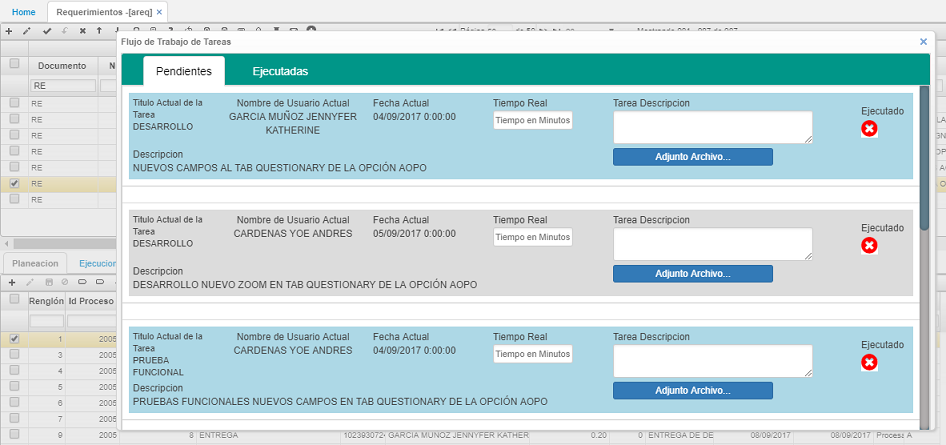 Home
Requerimientos -[areq] ×
Flujo de Trabajo de Tareas
×
Documento
RE
RE
RE
RE
RE
RE
RE
RE
Planeacion
Pendientes
Ejecutadas
Titulo Actual de la Tarea
DESARROLLO
Nombre de Usuario Actual
GARCIA MUÑOZ JENNYFER
KATHERINE
Fecha Actual
04/09/2017 0:00:00
Tiempo Real
Tiempo en Minutos
Tarea Descripcion
Adjunto Archivo...
Ejecutado
Descripcion
NUEVOS CAMPOS AL TAB QUESTIONARY DE LA OPCIÓN AOPO
Titulo Actual de la Tarea
DESARROLLO
Nombre de Usuario Actual
CARDENAS YOE ANDRES
Fecha Actual
05/09/2017 0:00:00
Tiempo Real
Tiempo en Minutos
Tarea Descripcion
Adjunto Archivo...
Ejecutado
Descripcion
DESARROLLO NUEVO ZOOM EN TAB QUESTIONARY DE LA OPCIÓN AOPO
Titulo Actual de la Tarea
PRUEBA
FUNCIONAL
Nombre de Usuario Actual
CARDENAS YOE ANDRES
Fecha Actual
04/09/2017 0:00:00
Tiempo Real
Tiempo en Minutos
Tarea Descripcion
Adjunto Archivo...
Ejecutado
Descripcion
PRUEBAS FUNCIONALES NUEVOS CAMPOS EN TAB QUESTIONARY DE LA OPCIÓN AOPO
Renglón Id Proceso
1 2005
3 2005
4 2005
5 2005
6 2005
7 2005
9 2005 8 ENTREGA 1023930724 GARCIA MUNOZ JENNYFER KATHER 0.20 0 ENTREGA DE DE 08/09/2017 08/09/2017 Procesa A